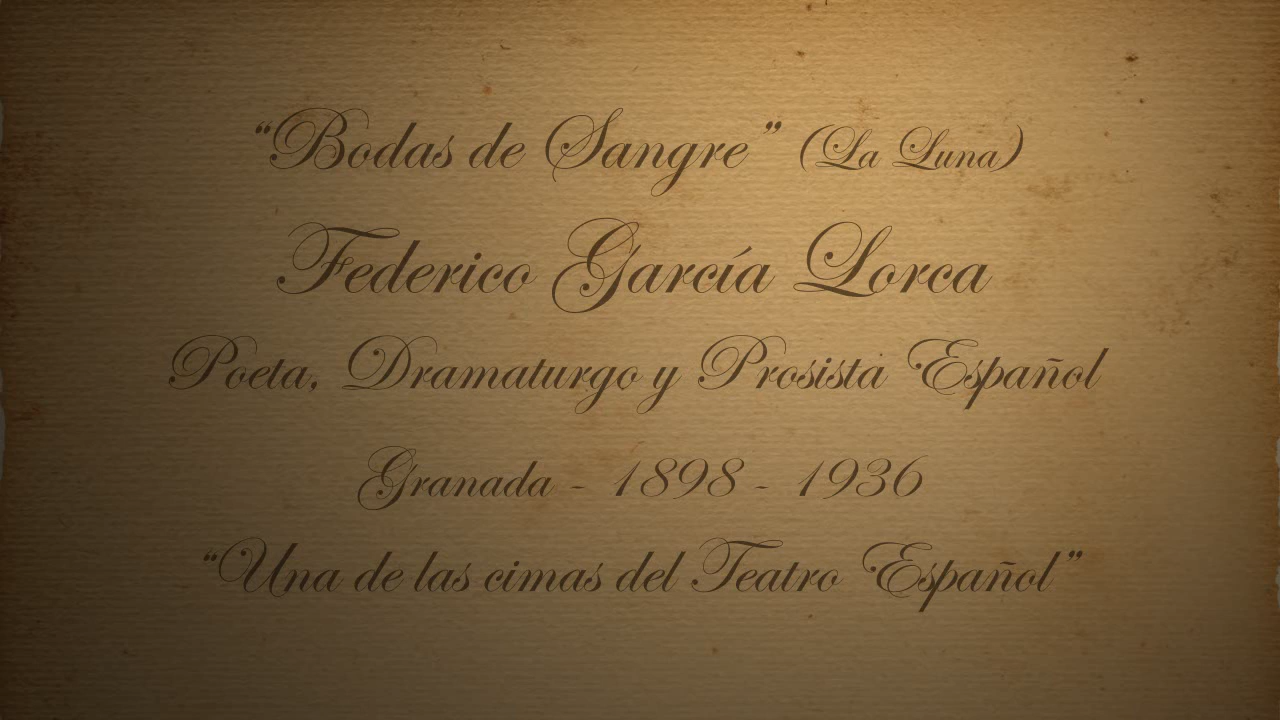 “Bodas de Sangre” (La Luna)
Federico García Lorca
Poeta, Dramaturgo y Prosista Español
Granada - 1898 - 1936
“Una de las cimas del Teatro Español”